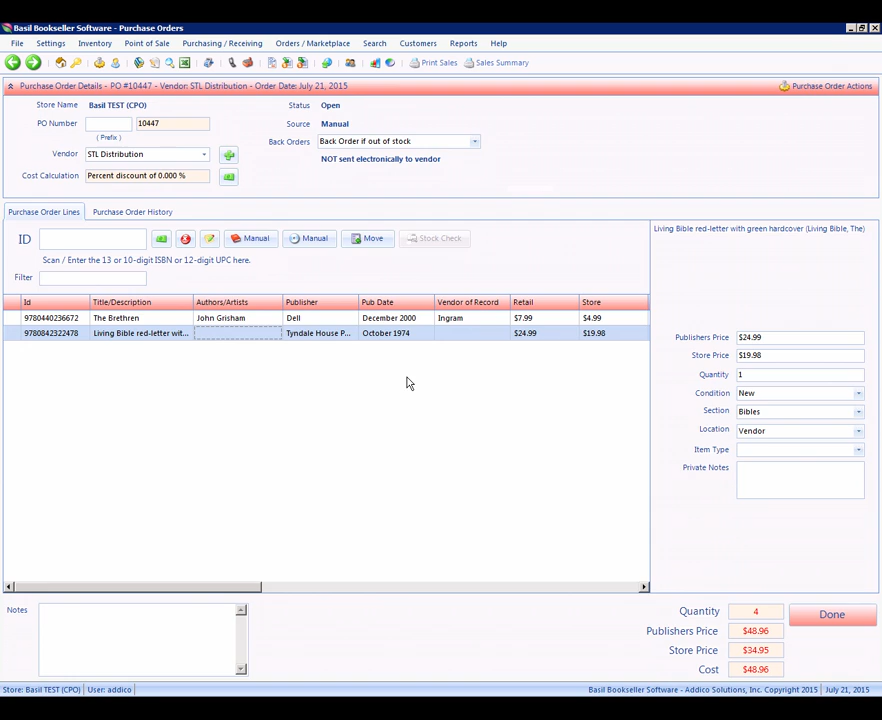 Basil Bookseller Software - Purchase Orders
File Settings Inventory Point of Sale Purchasing / Receiving Orders / Marketplace Search Customers Reports Help
Print Sales Sales Summary
Purchase Order Details - PO #10447 - Vendor: STL Distribution - Order Date: July 21, 2015 Purchase Order Actions
Store Name Basil TEST (CPO) Status Open
PO Number 10447 Source Manual
( Prefix )
Back Orders Back Order if out of stock
Vendor STL Distribution NOT sent electronically to vendor
Cost Calculation Percent discount of 0.000 %
Purchase Order Lines Purchase Order History
Living Bible red-letter with green hardcover (Living Bible, The)
ID Manual Manual Move Stock Check
Scan / Enter the 13 or 10-digit ISBN or 12-digit UPC here.
Filter
Id Title/Description Authors/Artists Publisher Pub Date Vendor of Record Retail Store
9780440236672 The Brethren John Grisham Dell December 2000 Ingram $7.99 $4.99
9780842322478 Living Bible red-letter wit... Tyndale House P... October 1974 $24.99 $19.98
Publishers Price $24.99
Store Price $19.98
Quantity 1
Condition New
Section Bibles
Location Vendor
Item Type
Private Notes
Notes
Quantity 4 Done
Publishers Price $48.96
Store Price $34.95
Cost $48.96
Store: Basil TEST (CPO) User: addico Basil Bookseller Software - Addico Solutions, Inc. Copyright 2015 July 21, 2015